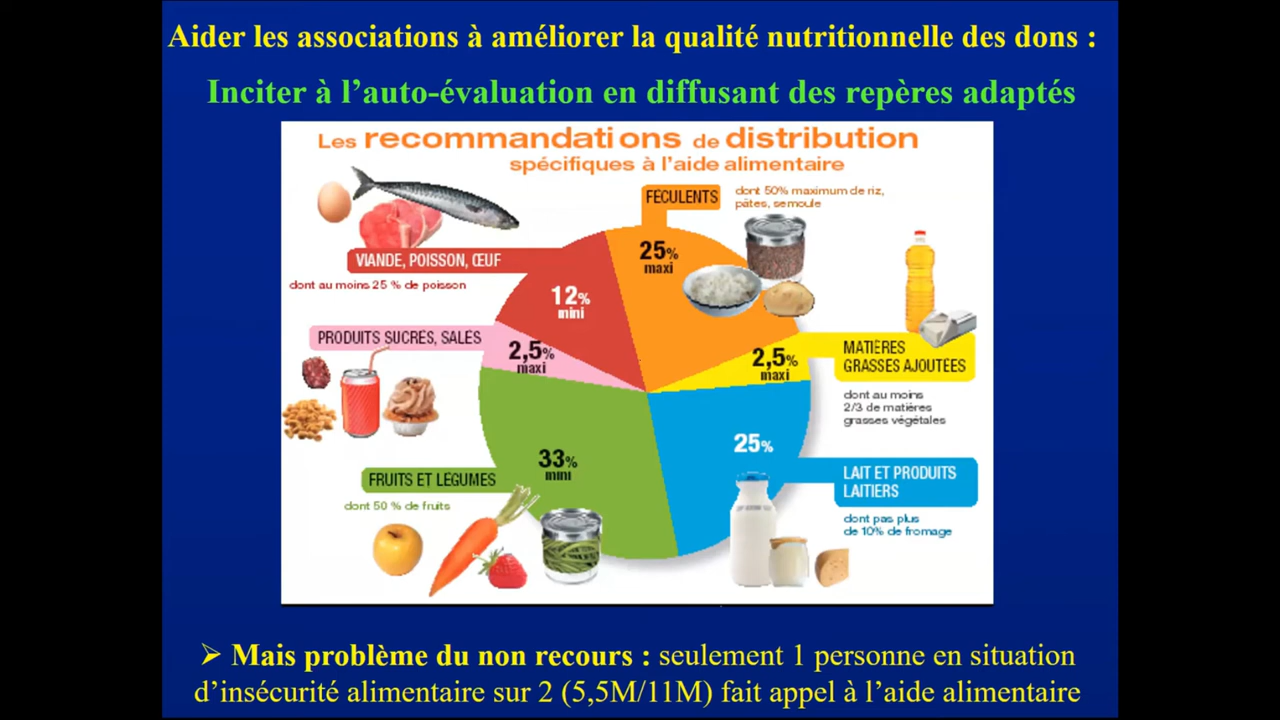 Aider les associations à améliorer la qualité nutritionnelle des dons :
Inciter à l’auto-évaluation en diffusant des repères adaptés
Les recommandations de distribution
spécifiques à l’aide alimentaire
FÉCULENTS
dont 50% maximum de riz,
pâtes, semoule
25%
maxi
VIANDE, POISSON, ŒUF
dont au moins 25 % de poisson
12%
mini
PRODUITS SUCRÉS, SALÉS
2,5%
maxi
2,5%
maxi
MATIÈRES
GRASSES AJOUTÉES
dont au moins
2/3 de matières
grasses végétales
25%
LAIT ET PRODUITS
LAITIERS
dont pas plus
de 10% de fromage
33%
mini
FRUITS ET LÉGUMES
dont 50 % de fruits
➢ Mais problème du non recours : seulement 1 personne en situation
d’insécurité alimentaire sur 2 (5,5M/11M) fait appel à l’aide alimentaire